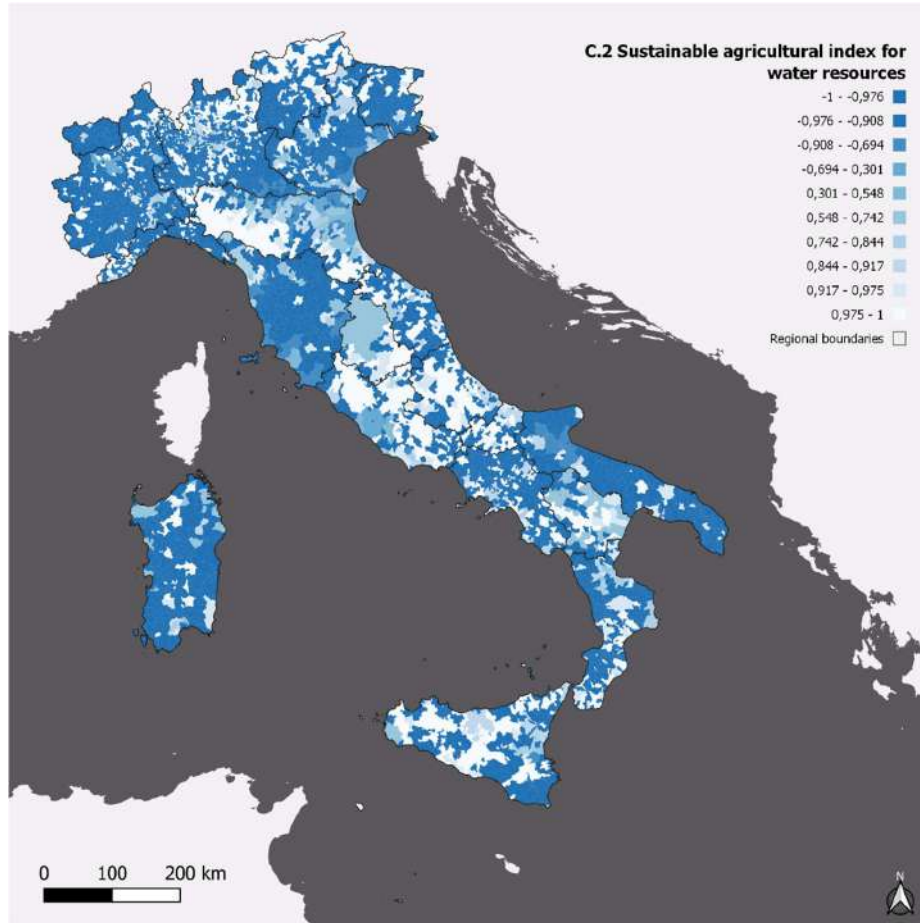 C.2 Sustainable agricultural index for
water resources
-1 - -0,976
-0,976 - -0,908
-0,908 - -0,694
-0,694 - 0,301
0,301 - 0,548
0,548 - 0,742
0,742 - 0,844
0,844 - 0,917
0,917 - 0,975
0,975 - 1
Regional boundaries
0 100 200 km
N